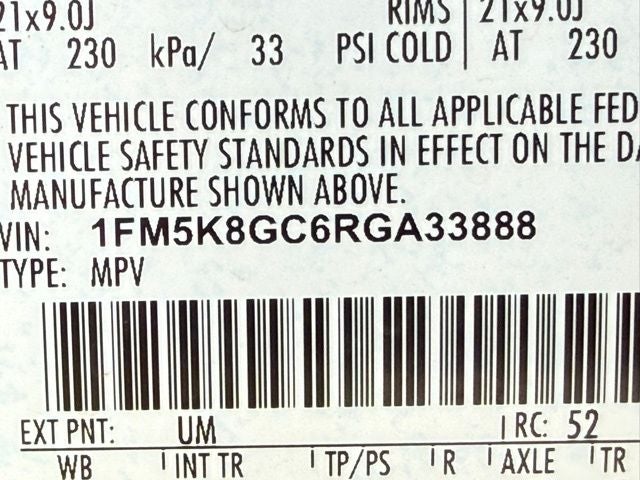 21x9.0J RIMS 21x9.0J
AT 230 kPa/ 33 PSI COLD AT 230
THIS VEHICLE CONFORMS TO ALL APPLICABLE FED
VEHICLE SAFETY STANDARDS IN EFFECT ON THE DA
MANUFACTURE SHOWN ABOVE.
VIN: 1FM5K8GC6RGA33888
TYPE: MPV
EXT PNT: UM RC: 52
WB INT TR TP/PS R AXLE TR